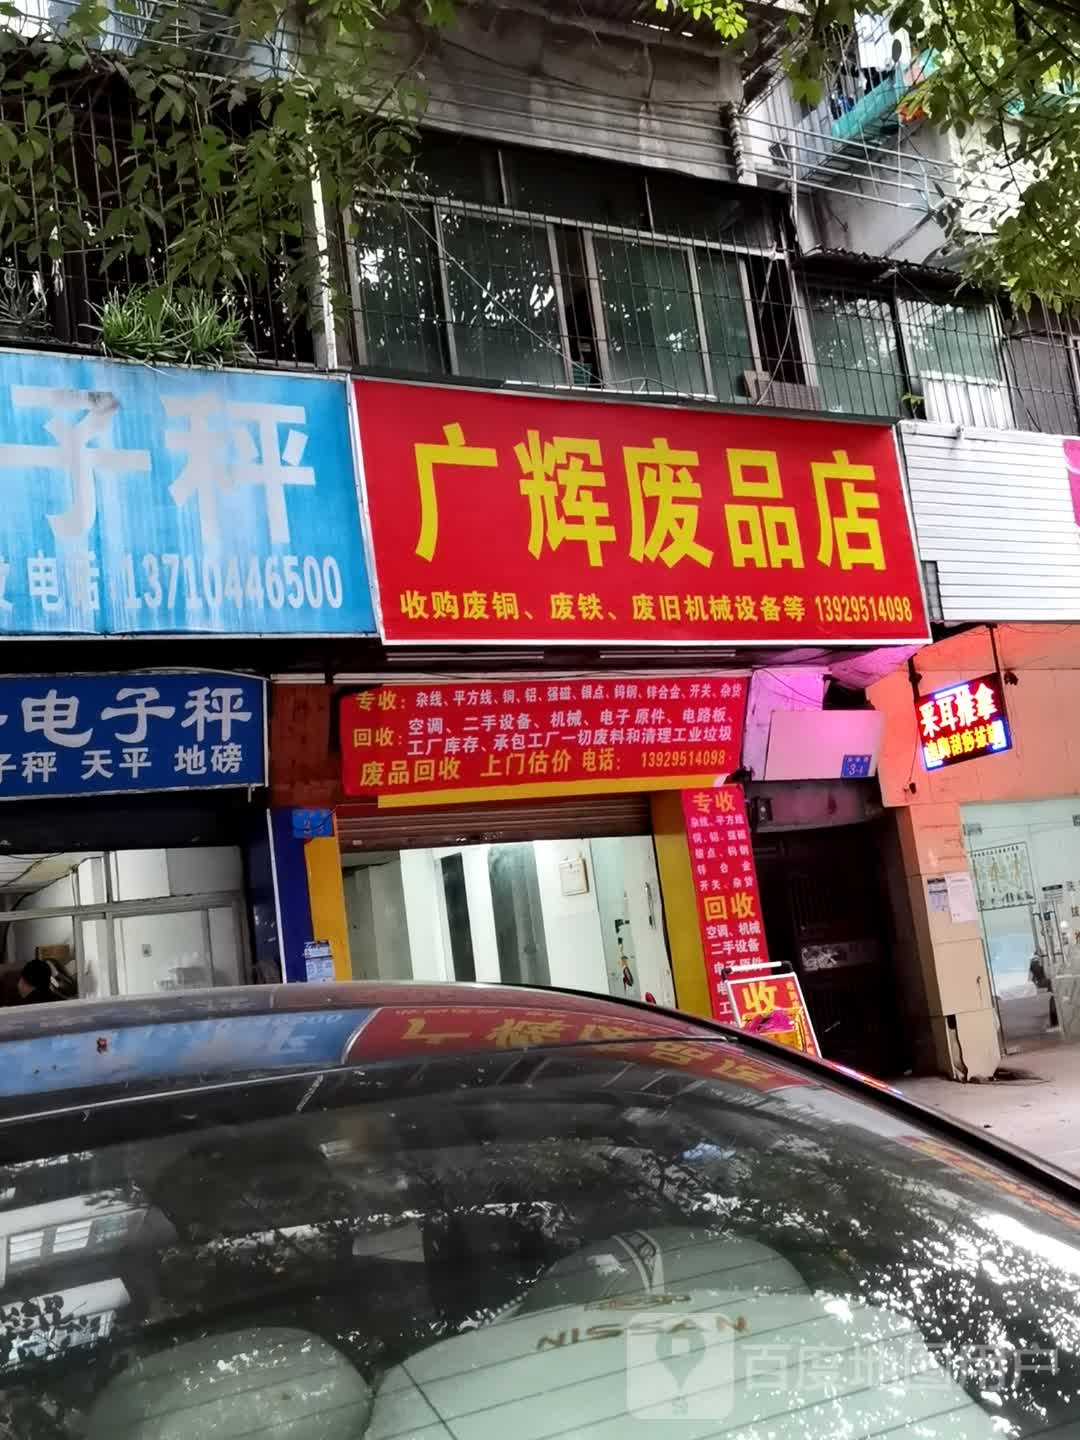 子秤
电话 13710446500
广辉废品店
收购废铜、废铁、废旧机械设备等 13929514098
电子秤
子秤 天平 地磅
专收：杂线、平方线、铜、铝、强磁、银点、钨钢、锌合金、开关、杂货
回收：空调、二手设备、机械、电子原件、电路板、
工厂库存、承包工厂一切废料和清理工业垃圾
废品回收 上门估价 电话： 13929514098
采耳推拿
3-1
专收
杂线、平方线
铜、铝、强磁
银点、钨钢
锌合金
开关、杂货
回收
空调、机械
二手设备
电子原件
收
NISSAN
百度地图用户